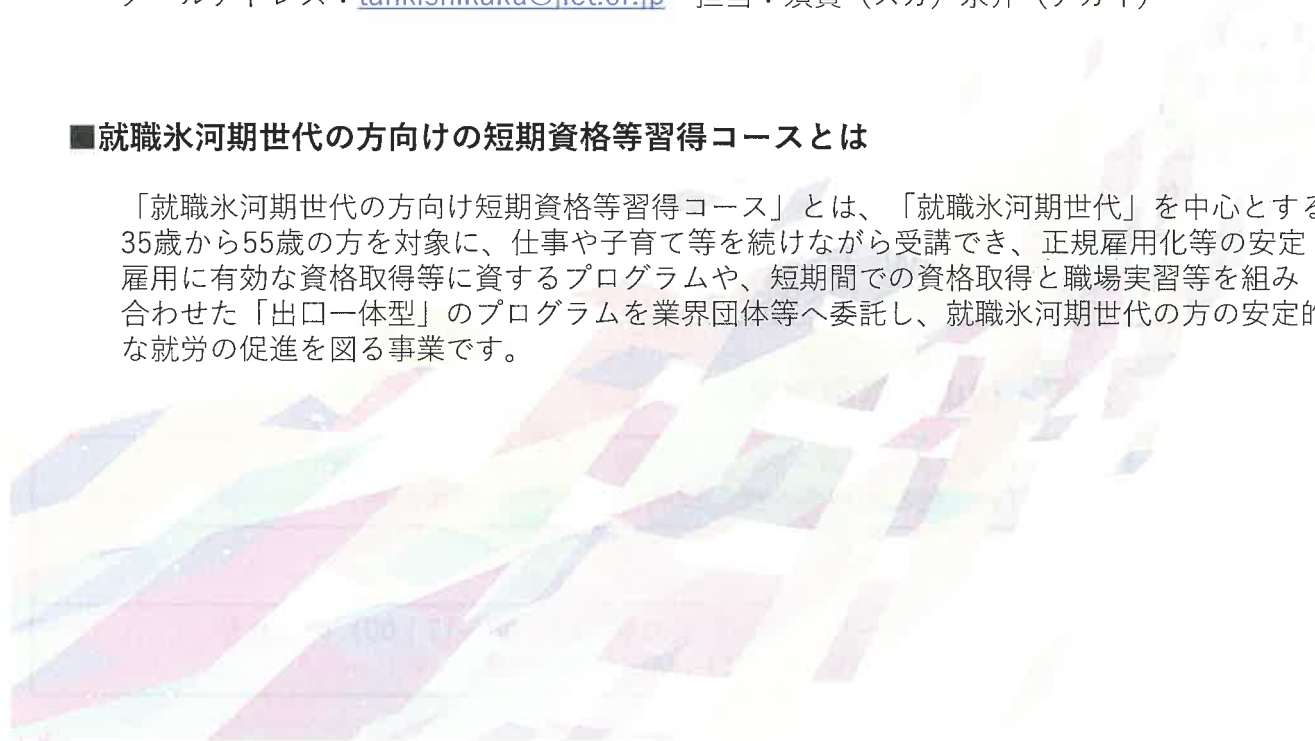 ■就職氷河期世代の方向けの短期資格等習得コースとは
「就職氷河期世代の方向け短期資格等習得コース」とは、「就職氷河期世代」を中心とする
35歳から55歳の方を対象に、仕事や子育て等を続けながら受講でき、正規雇用化等の安定
雇用に有効な資格取得等に資するプログラムや、短期間での資格取得と職場実習等を組み
合わせた「出口一体型」のプログラムを業界団体等へ委託し、就職氷河期世代の方の安定的
な就労の促進を図る事業です。